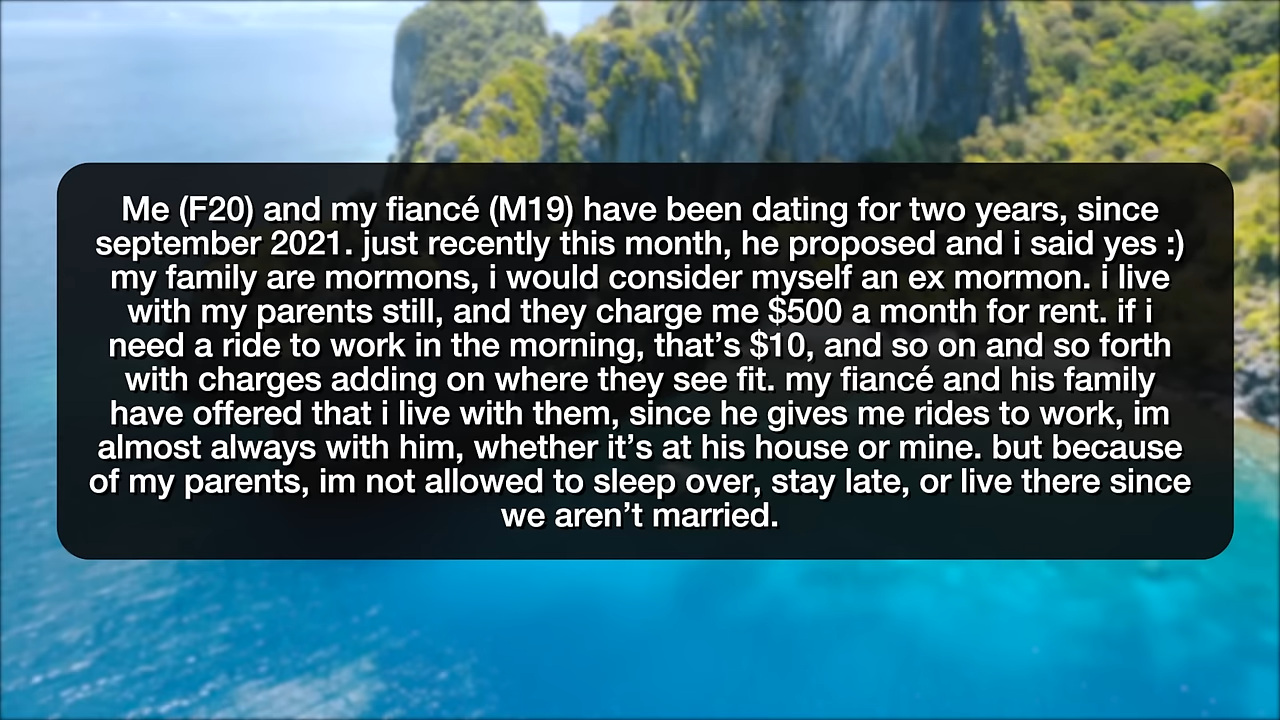 Me (F20) and my fiancé (M19) have been dating for two years, since
september 2021. just recently this month, he proposed and i said yes :)
my family are mormons, i would consider myself an ex mormon. i live
with my parents still, and they charge me $500 a month for rent. if i
need a ride to work in the morning, that’s $10, and so on and so forth
with charges adding on where they see fit. my fiancé and his family
have offered that i live with them, since he gives me rides to work, im
almost always with him, whether it’s at his house or mine. but because
of my parents, im not allowed to sleep over, stay late, or live there since
we aren’t married.